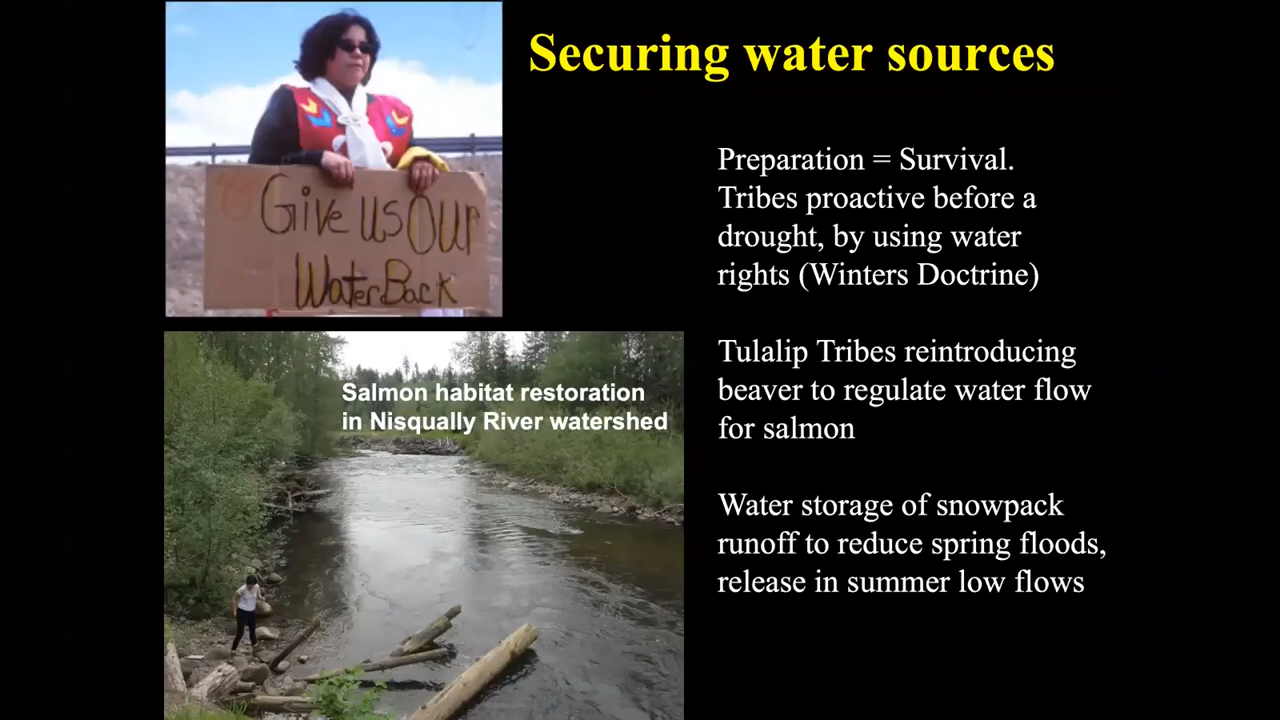 Securing water sources
Give us Our
Water Back
Preparation = Survival.
Tribes proactive before a
drought, by using water
rights (Winters Doctrine)
Tulalip Tribes reintroducing
beaver to regulate water flow
for salmon
Water storage of snowpack
runoff to reduce spring floods,
release in summer low flows
Salmon habitat restoration
in Nisqually River watershed